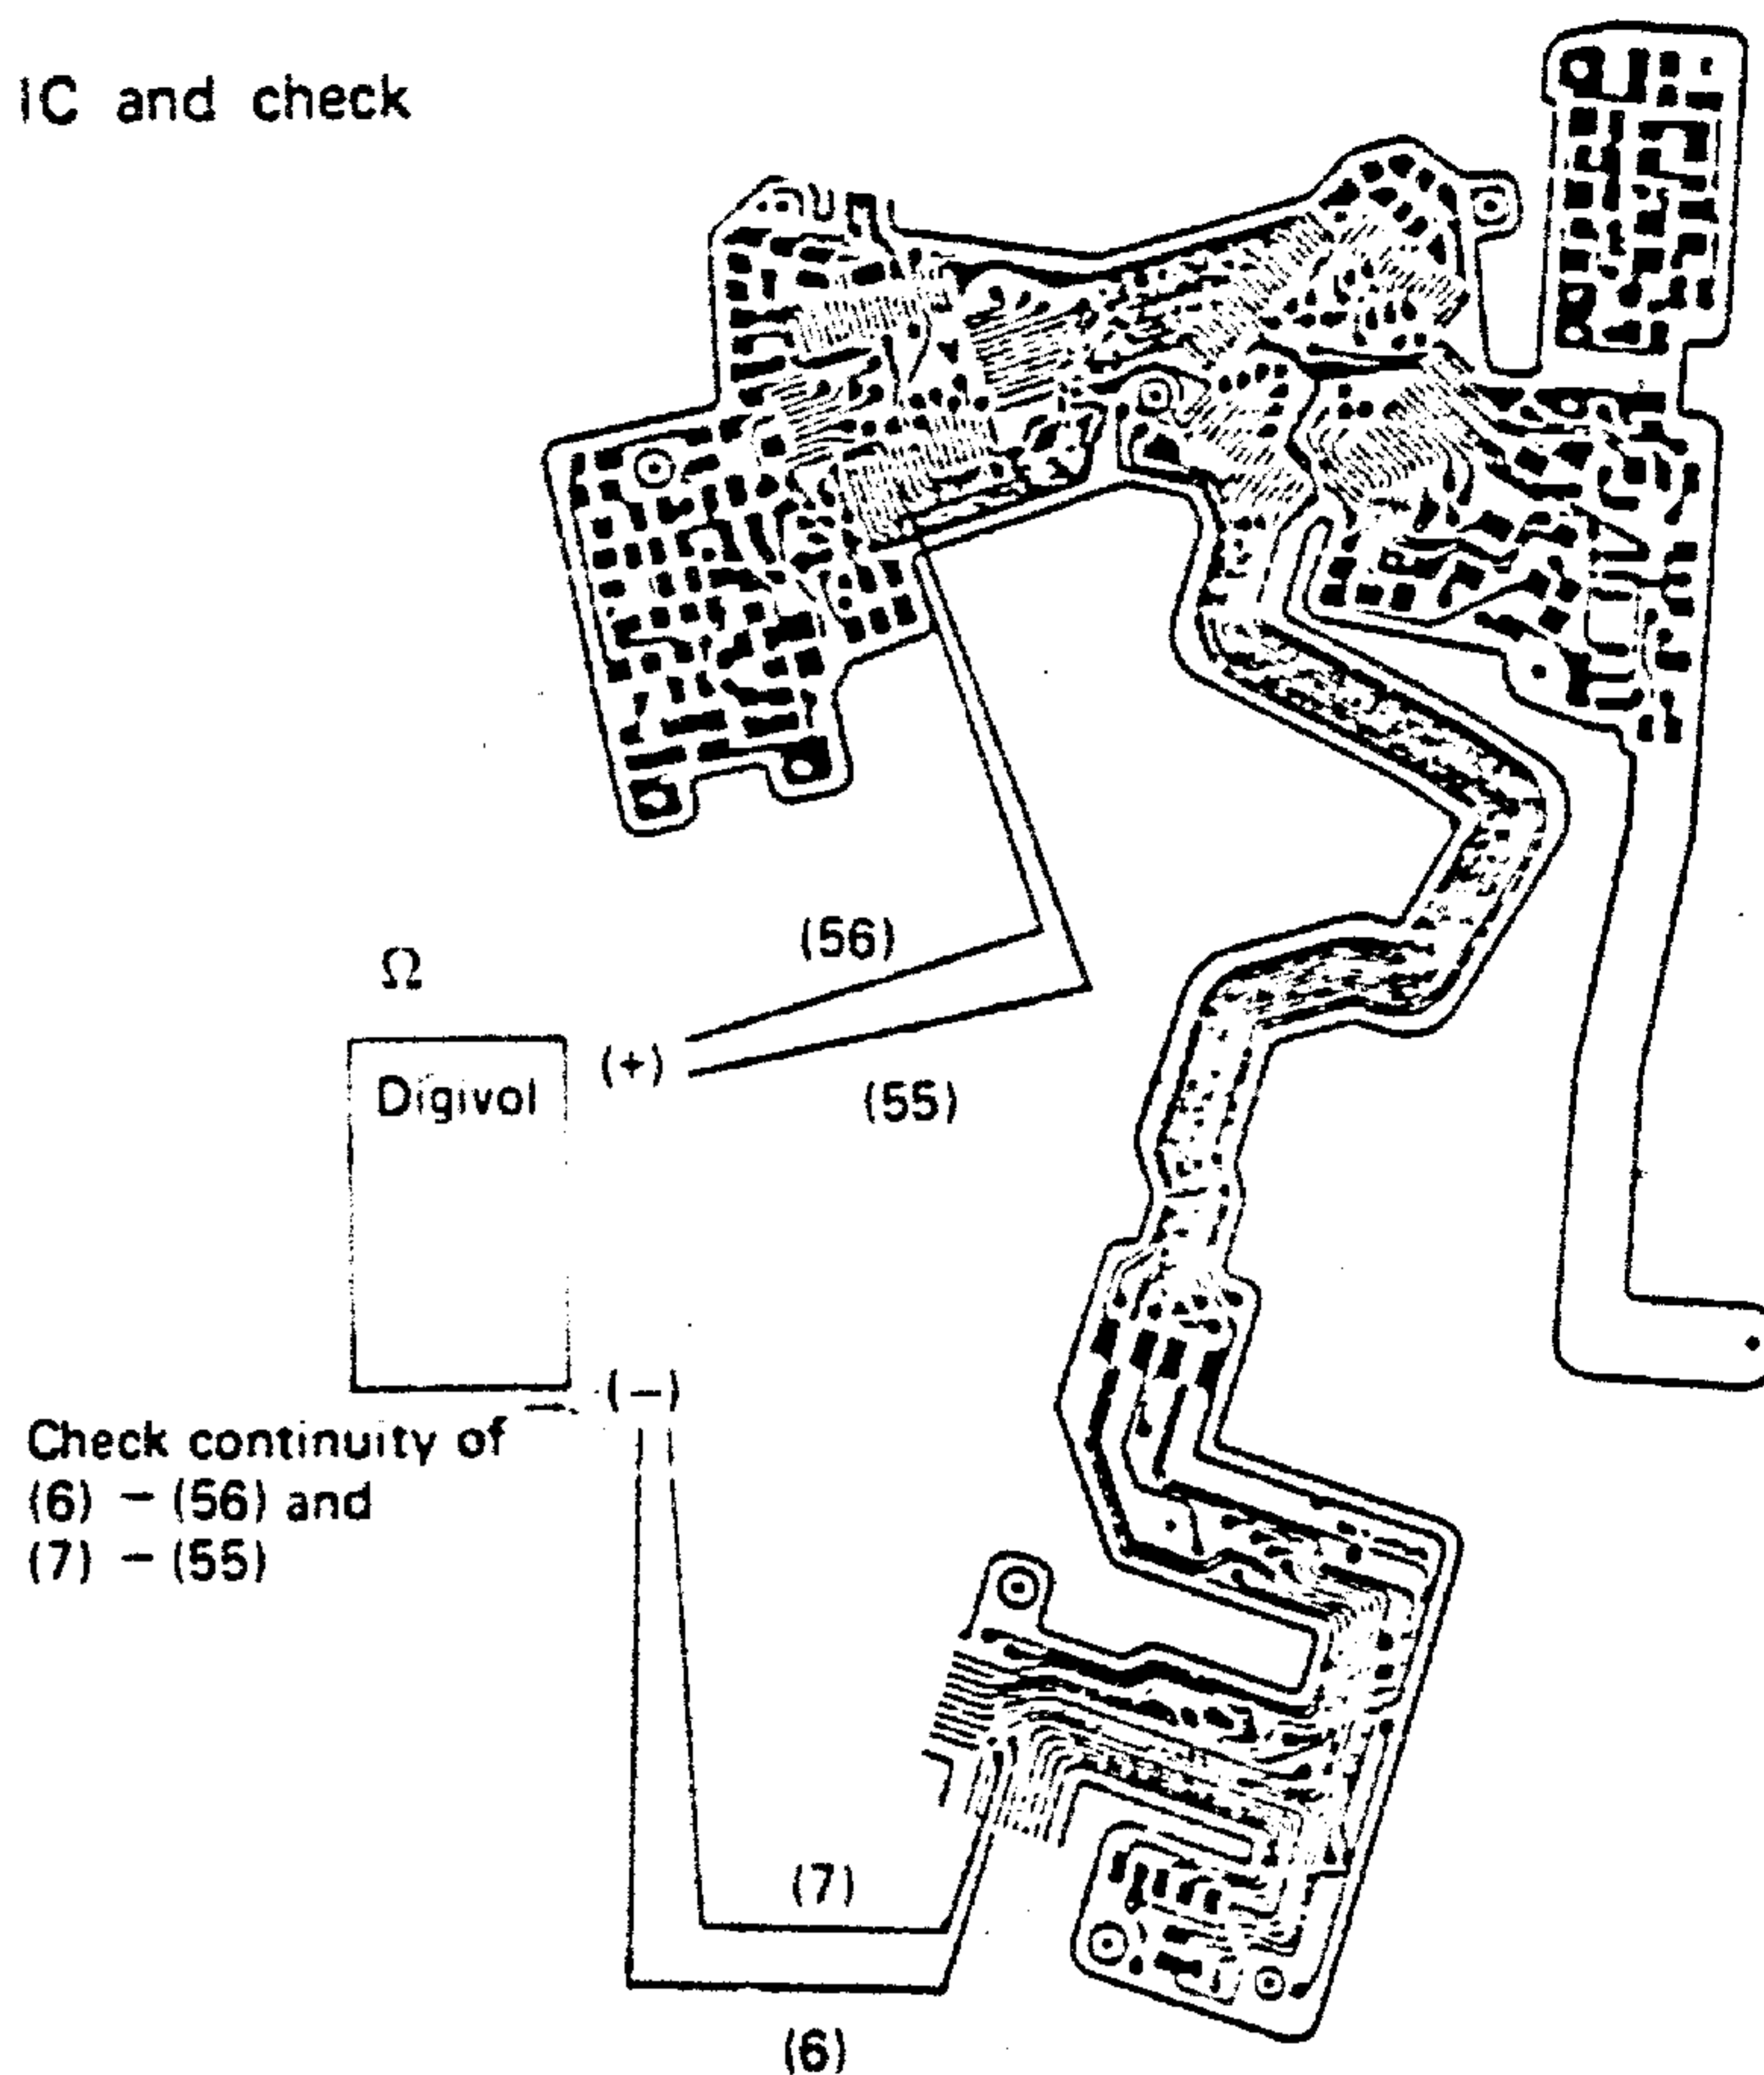 IC and check
(56)
Ω
(+)
Digivol
(55)
(−)
Check continuity of
(6) − (56) and
(7) − (55)
(7)
(6)